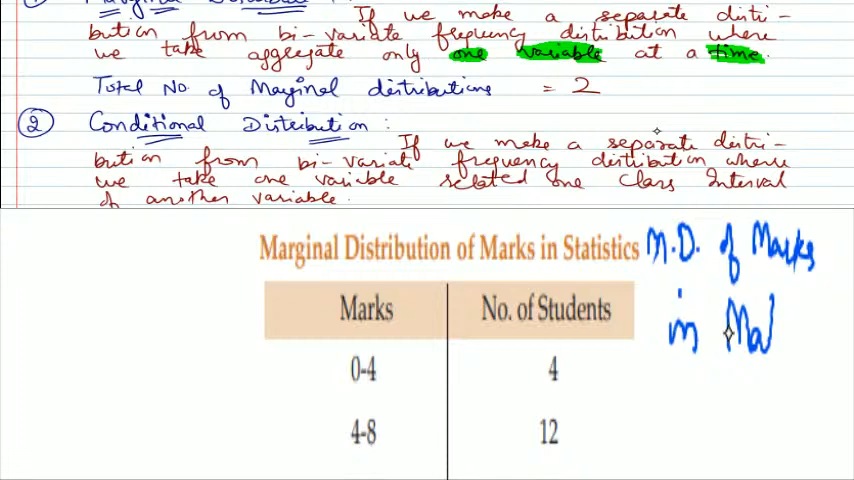 If we make a separate distri-
bution from bi-variate frequency distribution where
we take aggregate only one variable at a time.
Total No. of Marginal distributions = 2
② Conditional Distribution :
If we make a separate distri-
bution from bi-variate frequency distribution where
we take one variable related one Class Interval
of another variable.
Marginal Distribution of Marks in Statistics
M.D. of Marks
in Mat
Marks No. of Students
0-4 4
4-8 12